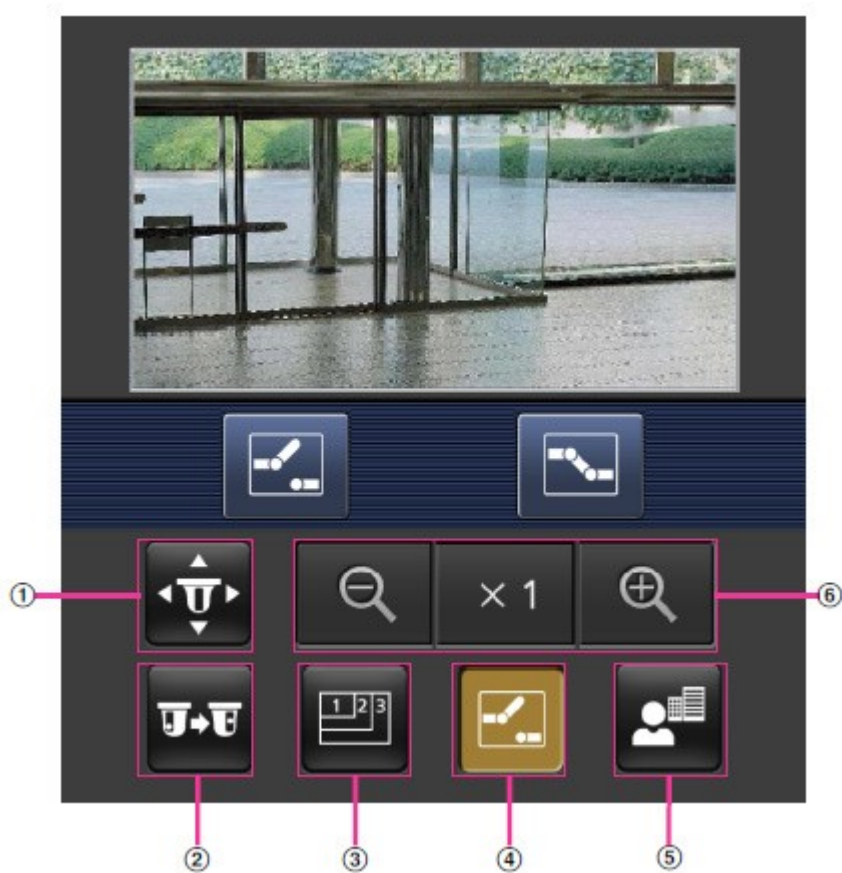 ① × 1 ⑥
1 2 3
② ③ ④ ⑤